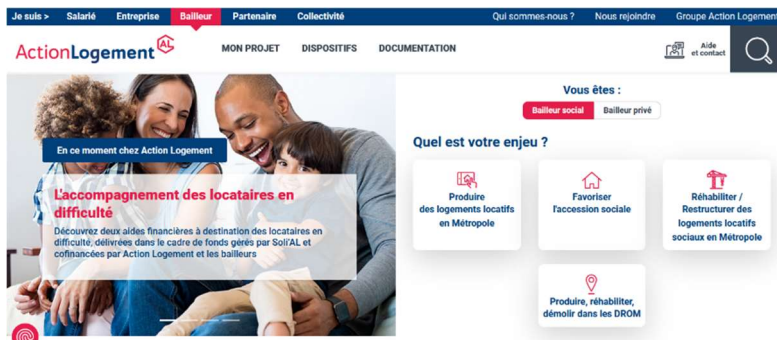 Je suis > Salarié Entreprise Bailleur Partenaire Collectivité Qui sommes-nous ? Nous rejoindre Groupe Action Logement
ActionLogement AL MON PROJET DISPOSITIFS DOCUMENTATION Aide
et contact
Vous êtes :
Bailleur social Bailleur privé
Quel est votre enjeu ?
En ce moment chez Action Logement
L'accompagnement des locataires en
difficulté
Découvrez deux aides financières à destination des locataires en
difficulté, délivrées dans le cadre de fonds gérés par Soli'AL et
cofinancées par Action Logement et les bailleurs
Produire
des logements locatifs
en Métropole
Favoriser
l'accession sociale
Réhabiliter /
Restructurer des
logements locatifs
sociaux en Métropole
Produire, réhabiliter,
démolir dans les DROM